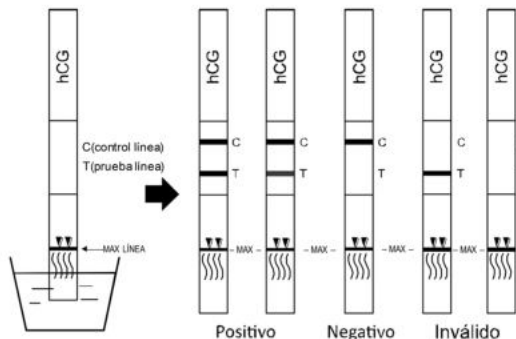 hCG
hCG
hCG
hCG
hCG
hCG
C(control línea)
T(prueba línea)
C
C
C
C
T
T
T
T
MAX LÍNEA
MAX
MAX
MAX
MAX
Positivo
Negativo
Inválido